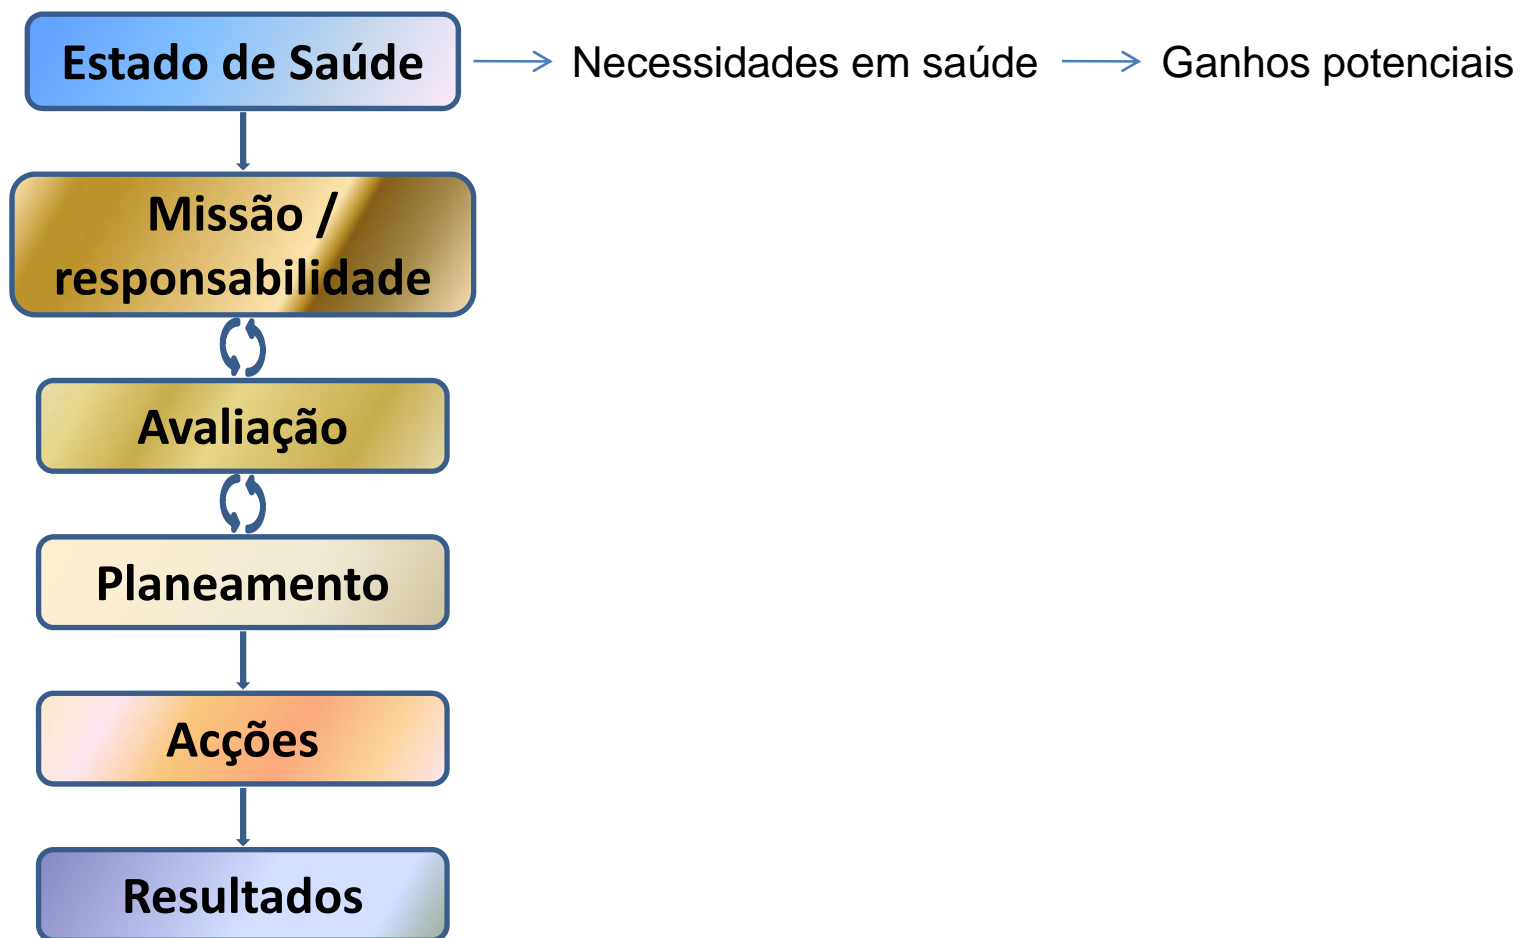 Estado de Saúde
Necessidades em saúde
Ganhos potenciais
Missão /
responsabilidade
Avaliação
Planeamento
Acções
Resultados